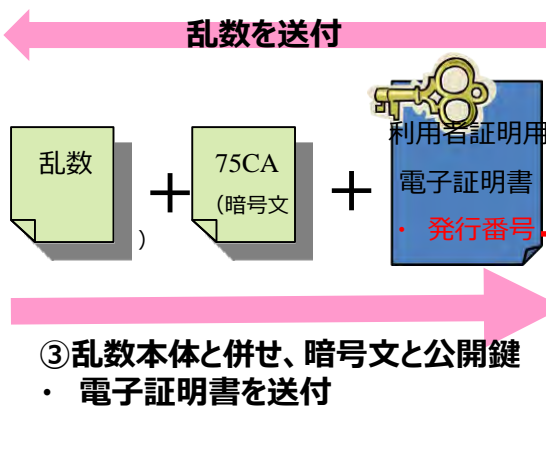 乱数を送付
乱数
)
＋
75CA
（暗号文
＋
利用者証明用
電子証明書
・ 発行番号
③乱数本体と併せ、暗号文と公開鍵
・ 電子証明書を送付